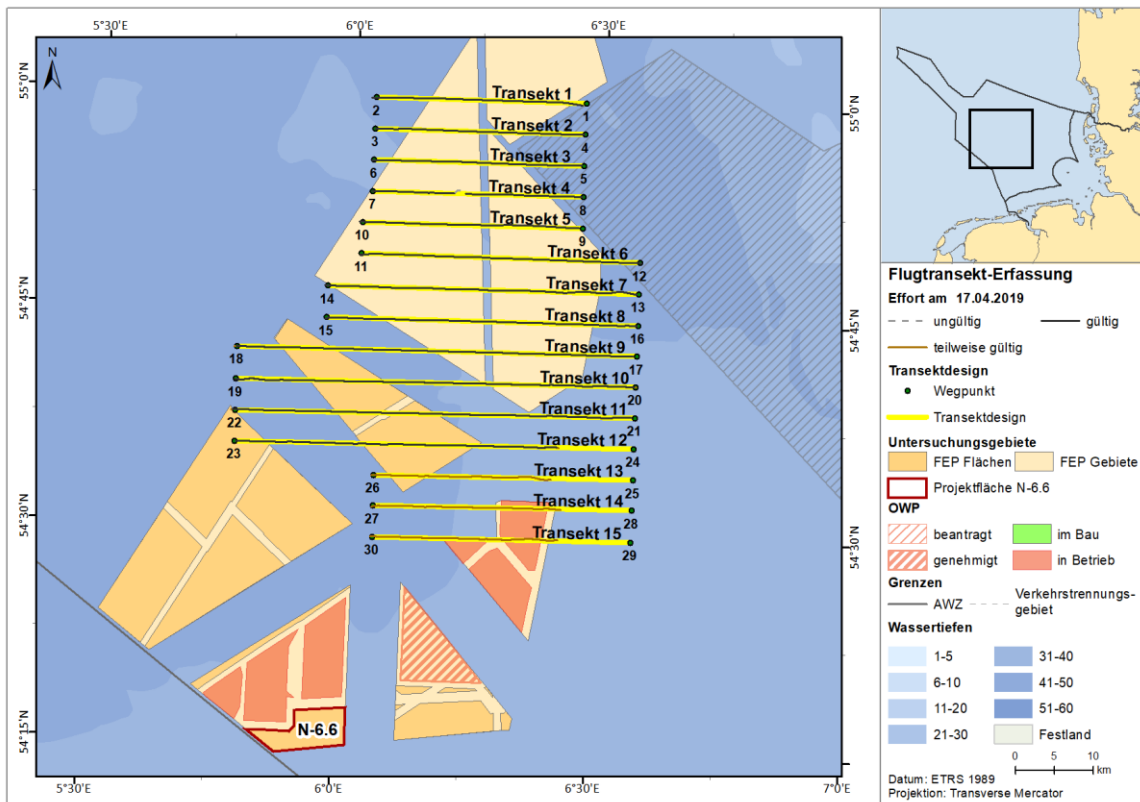 5°30'E
6°0'E
6°30'E
N
55°0'N
54°45'N
54°30'N
54°15'N
55°0'N
54°45'N
54°30'N
5°30'E
6°0'E
6°30'E
7°0'E
Transekt 1
2
1
Transekt 2
3
4
Transekt 3
6
5
Transekt 4
7
8
Transekt 5
10
9
Transekt 6
11
12
Transekt 7
14
13
Transekt 8
15
16
Transekt 9
18
17
Transekt 10
19
20
Transekt 11
22
21
Transekt 12
23
24
Transekt 13
26
25
Transekt 14
27
28
Transekt 15
30
29
N-6.6
Flugtransekt-Erfassung
Effort am 17.04.2019
ungültig
gültig
teilweise gültig
Transektdesign
Wegpunkt
Transektdesign
Untersuchungsgebiete
FEP Flächen
FEP Gebiete
Projektfläche N-6.6
OWP
beantragt
im Bau
genehmigt
in Betrieb
Grenzen
AWZ
Verkehrstrennungs-
gebiet
Wassertiefen
1-5
31-40
6-10
41-50
11-20
51-60
21-30
Festland
0 5 10
km
Datum: ETRS 1989
Projektion: Transverse Mercator